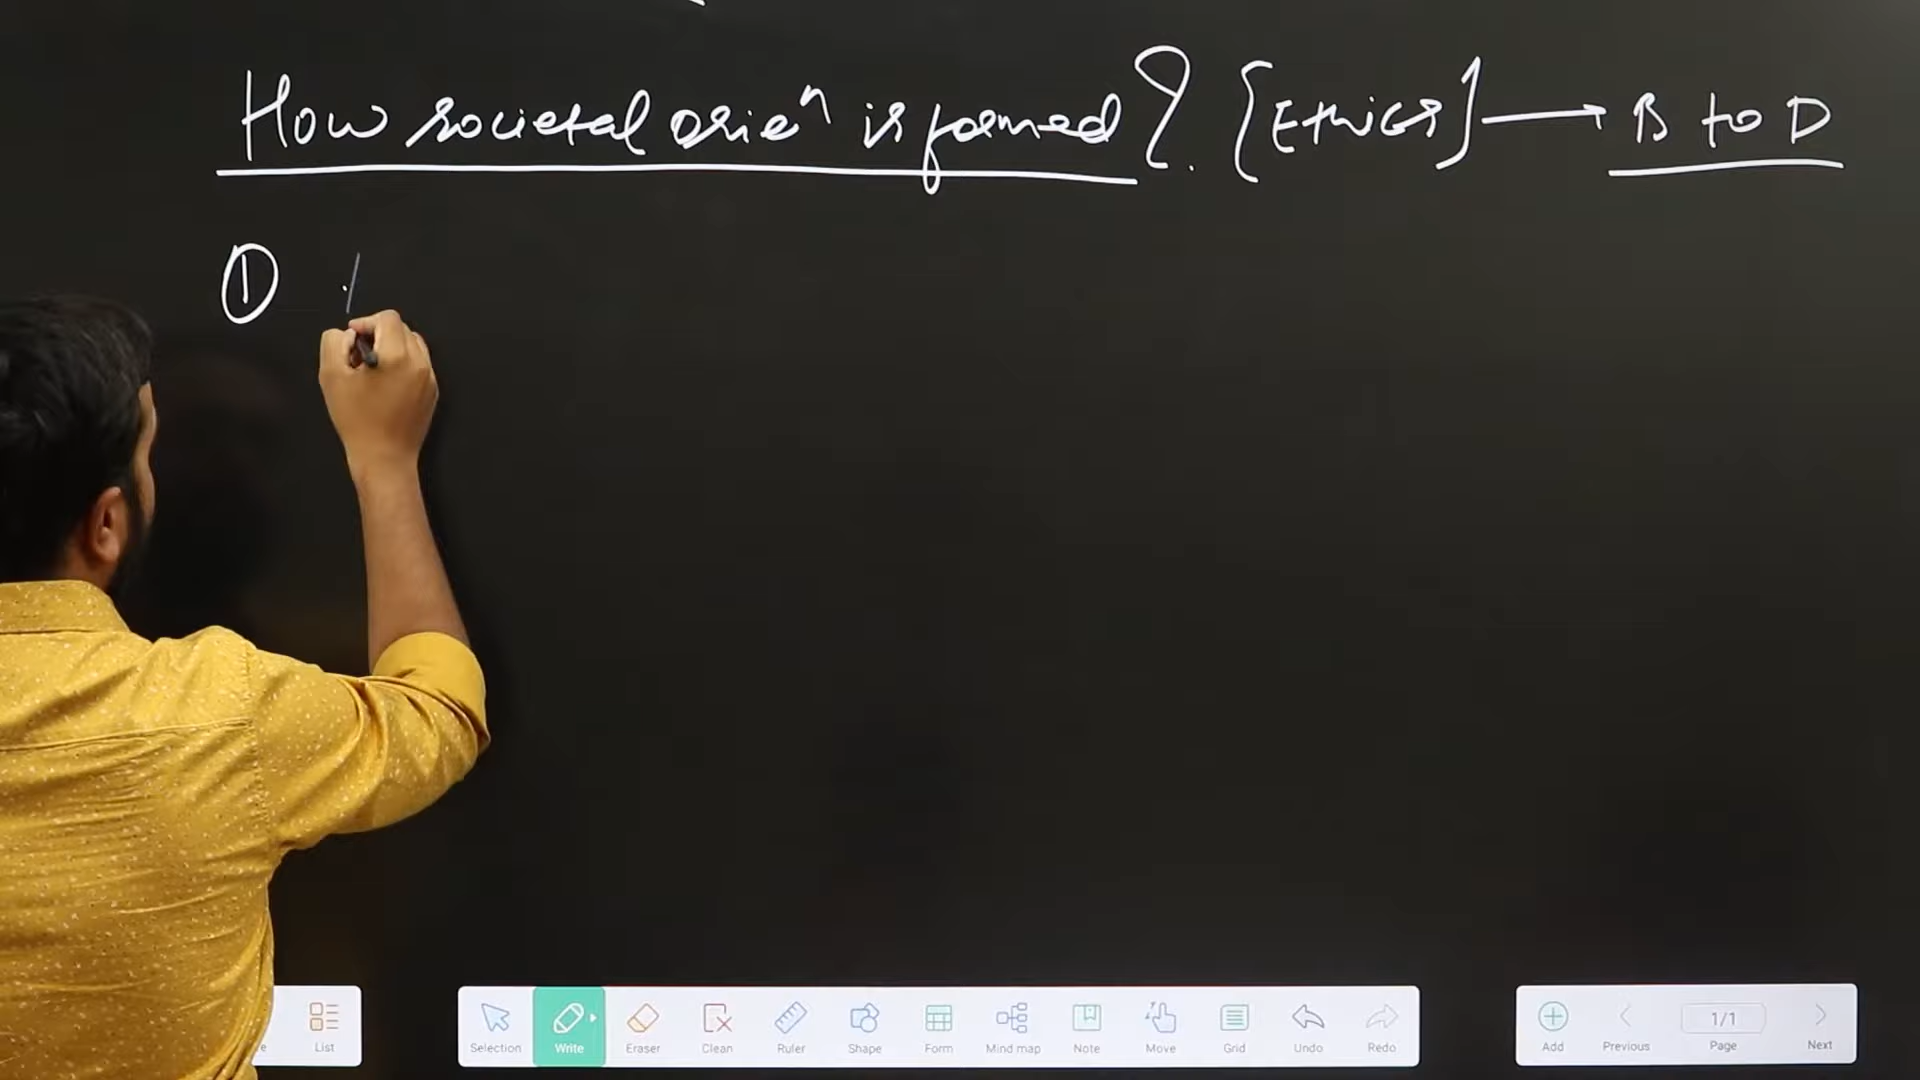 How societal orieⁿ is formed? [Ethics] → B to D
①
List
Selection Write Eraser Clean Ruler Shape Form Mind map Note Move Grid Undo Redo
Add Previous 1/1 Page Next